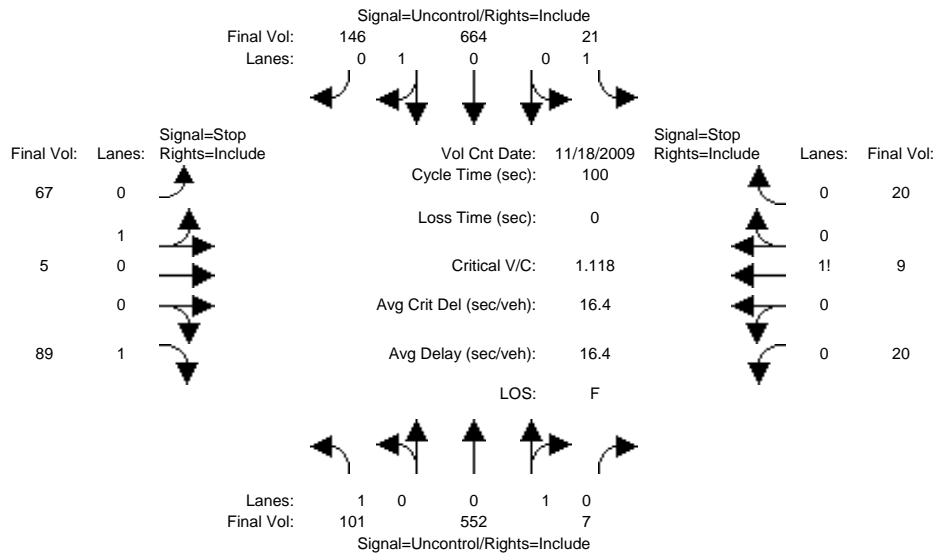 Signal=Uncontrol/Rights=Include
Final Vol: 146 664 21
Lanes: 0 1 0 0 1
Signal=Stop Signal=Stop
Final Vol: Lanes: Rights=Include Vol Cnt Date: 11/18/2009 Rights=Include Lanes: Final Vol:
Cycle Time (sec): 100
67 0 0 20
Loss Time (sec): 0
1 0
5 0 Critical V/C: 1.118 1! 9
0 Avg Crit Del (sec/veh): 16.4 0
89 1 Avg Delay (sec/veh): 16.4 0 20
LOS: F
Lanes: 1 0 0 1 0
Final Vol: 101 552 7
Signal=Uncontrol/Rights=Include